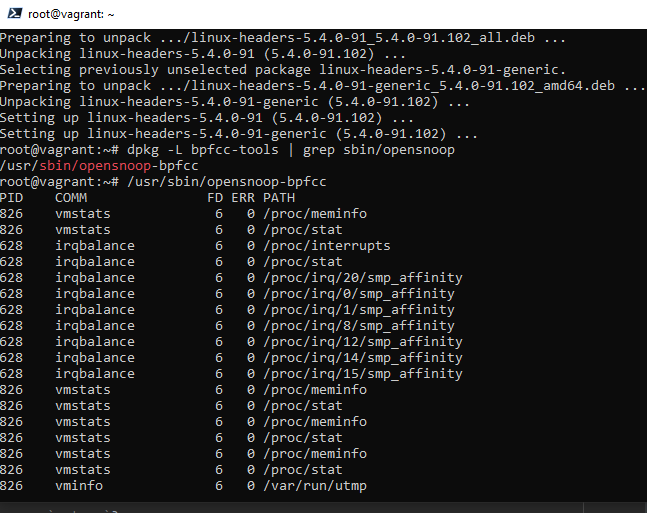 root@vagrant: ~
Preparing to unpack .../linux-headers-5.4.0-91_5.4.0-91.102_all.deb ...
Unpacking linux-headers-5.4.0-91 (5.4.0-91.102) ...
Selecting previously unselected package linux-headers-5.4.0-91-generic.
Preparing to unpack .../linux-headers-5.4.0-91-generic_5.4.0-91.102_amd64.deb ...
Unpacking linux-headers-5.4.0-91-generic (5.4.0-91.102) ...
Setting up linux-headers-5.4.0-91 (5.4.0-91.102) ...
Setting up linux-headers-5.4.0-91-generic (5.4.0-91.102) ...
root@vagrant:~# dpkg -L bpfcc-tools | grep sbin/opensnoop
/usr/sbin/opensnoop-bpfcc
root@vagrant:~# /usr/sbin/opensnoop-bpfcc
PID    COMM               FD ERR PATH
826    vmstats             6   0 /proc/meminfo
826    vmstats             6   0 /proc/stat
628    irqbalance          6   0 /proc/interrupts
628    irqbalance          6   0 /proc/stat
628    irqbalance          6   0 /proc/irq/20/smp_affinity
628    irqbalance          6   0 /proc/irq/0/smp_affinity
628    irqbalance          6   0 /proc/irq/1/smp_affinity
628    irqbalance          6   0 /proc/irq/8/smp_affinity
628    irqbalance          6   0 /proc/irq/12/smp_affinity
628    irqbalance          6   0 /proc/irq/14/smp_affinity
628    irqbalance          6   0 /proc/irq/15/smp_affinity
826    vmstats             6   0 /proc/meminfo
826    vmstats             6   0 /proc/stat
826    vmstats             6   0 /proc/meminfo
826    vmstats             6   0 /proc/stat
826    vmstats             6   0 /proc/meminfo
826    vmstats             6   0 /proc/stat
826    vminfo              6   0 /var/run/utmp